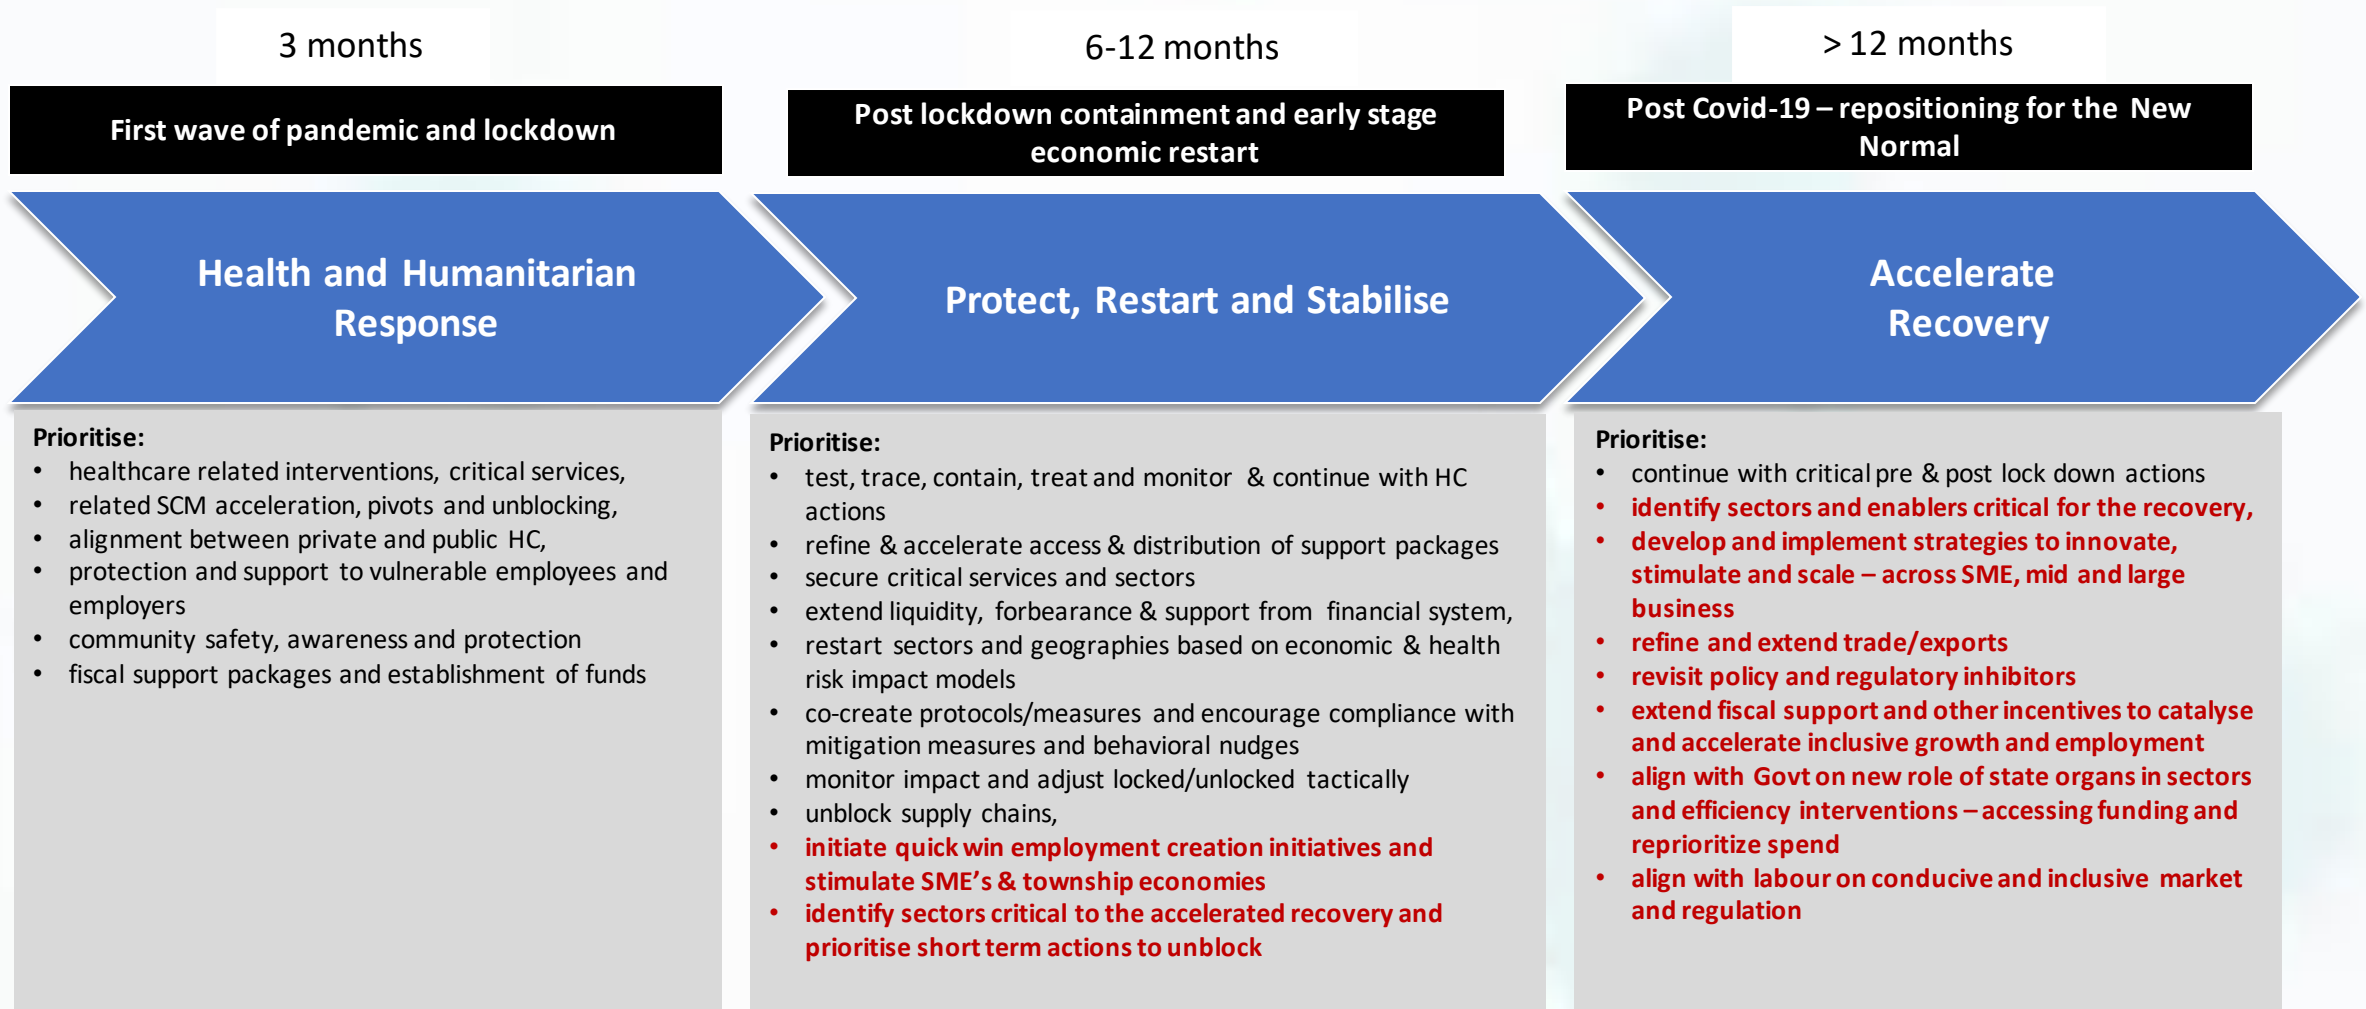 3 months
First wave of pandemic and lockdown
Health and Humanitarian
Response
Prioritise:
• healthcare related interventions, critical services,
• related SCM acceleration, pivots and unblocking,
• alignment between private and public HC,
• protection and support to vulnerable employees and
employers
• community safety, awareness and protection
• fiscal support packages and establishment of funds
6-12 months
Post lockdown containment and early stage
economic restart
Protect, Restart and Stabilise
Prioritise:
• test, trace, contain, treat and monitor & continue with HC
actions
• refine & accelerate access & distribution of support packages
• secure critical services and sectors
• extend liquidity, forbearance & support from financial system,
• restart sectors and geographies based on economic & health
risk impact models
• co-create protocols/measures and encourage compliance with
mitigation measures and behavioral nudges
• monitor impact and adjust locked/unlocked tactically
• unblock supply chains,
• initiate quick win employment creation initiatives and
stimulate SME’s & township economies
• identify sectors critical to the accelerated recovery and
prioritise short term actions to unblock
> 12 months
Post Covid-19 – repositioning for the New
Normal
Accelerate
Recovery
Prioritise:
• continue with critical pre & post lock down actions
• identify sectors and enablers critical for the recovery,
• develop and implement strategies to innovate,
stimulate and scale – across SME, mid and large
business
• refine and extend trade/exports
• revisit policy and regulatory inhibitors
• extend fiscal support and other incentives to catalyse
and accelerate inclusive growth and employment
• align with Govt on new role of state organs in sectors
and efficiency interventions – accessing funding and
reprioritize spend
• align with labour on conducive and inclusive market
and regulation